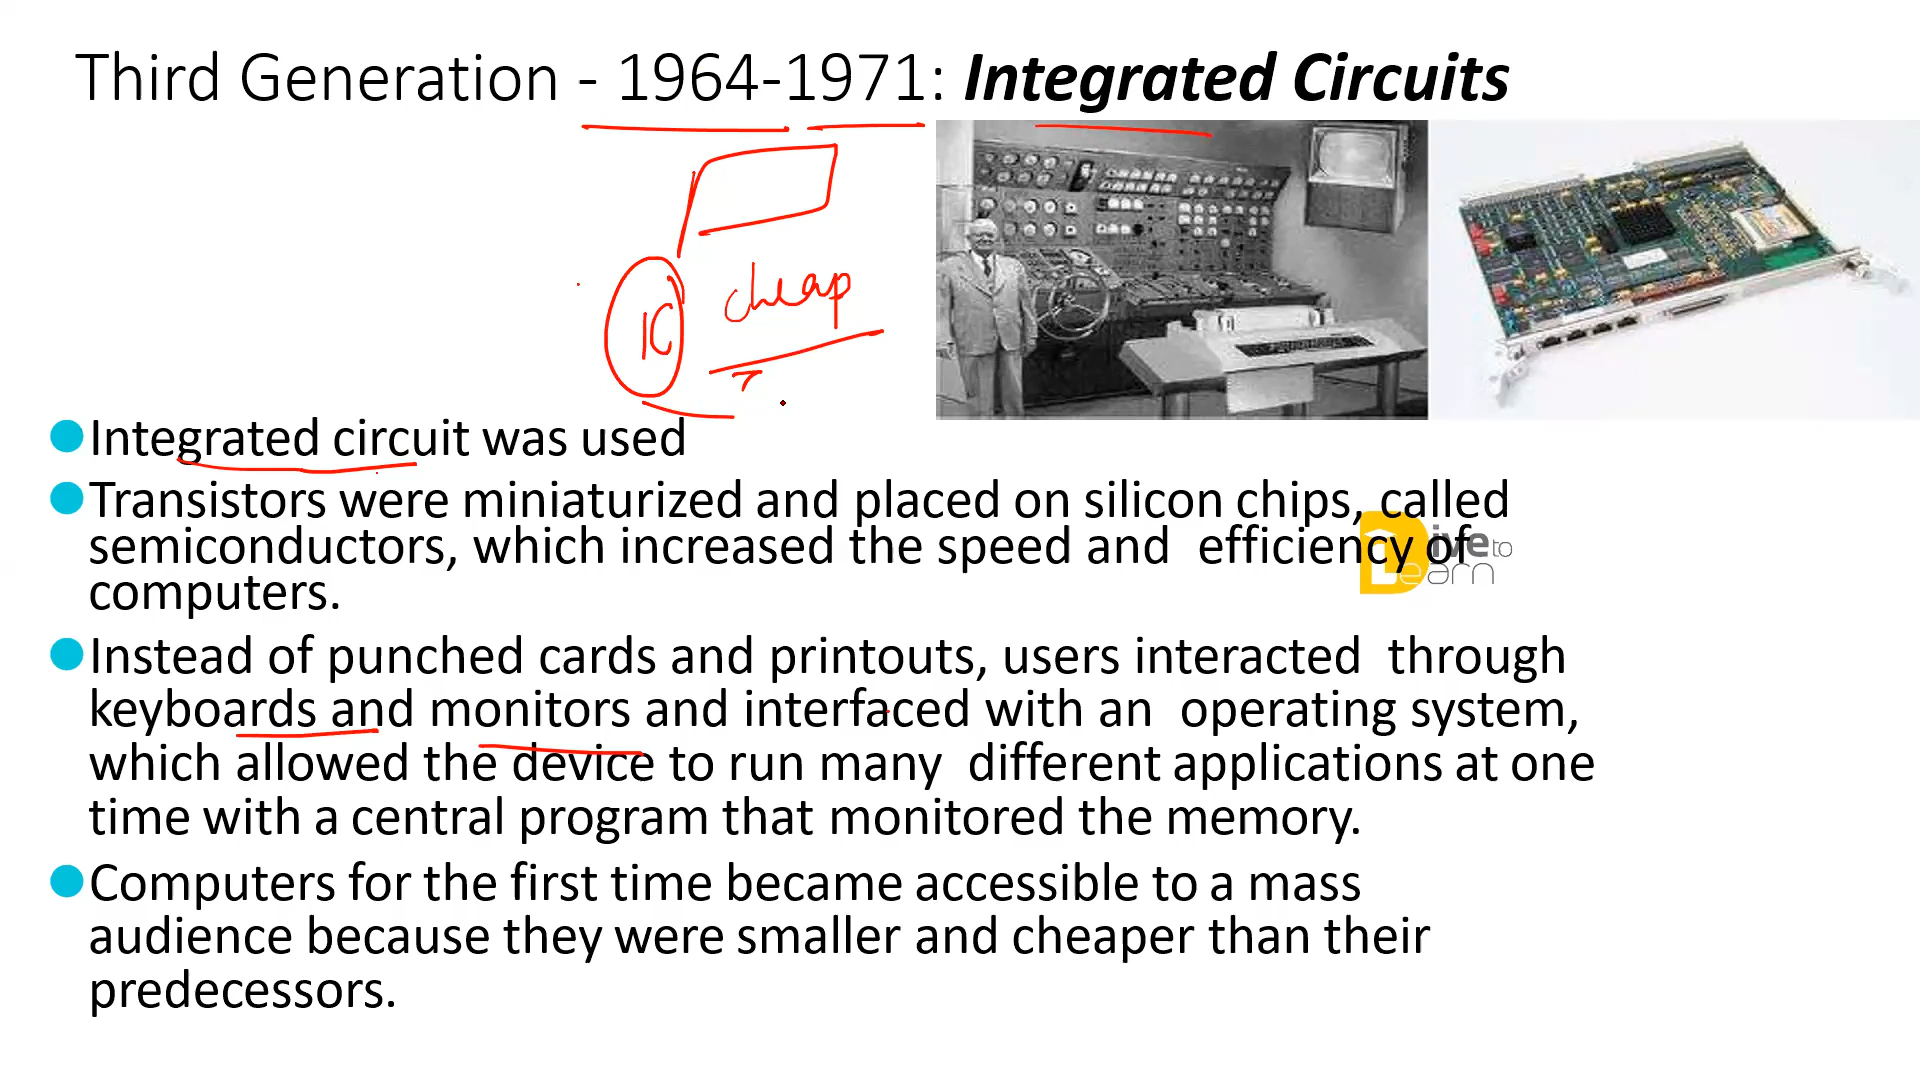 Third Generation - 1964-1971: Integrated Circuits
IC
cheap
Integrated circuit was used
Transistors were miniaturized and placed on silicon chips, called
semiconductors, which increased the speed and efficiency of
computers.
Dive to
Learn
Instead of punched cards and printouts, users interacted through
keyboards and monitors and interfaced with an operating system,
which allowed the device to run many different applications at one
time with a central program that monitored the memory.
Computers for the first time became accessible to a mass
audience because they were smaller and cheaper than their
predecessors.